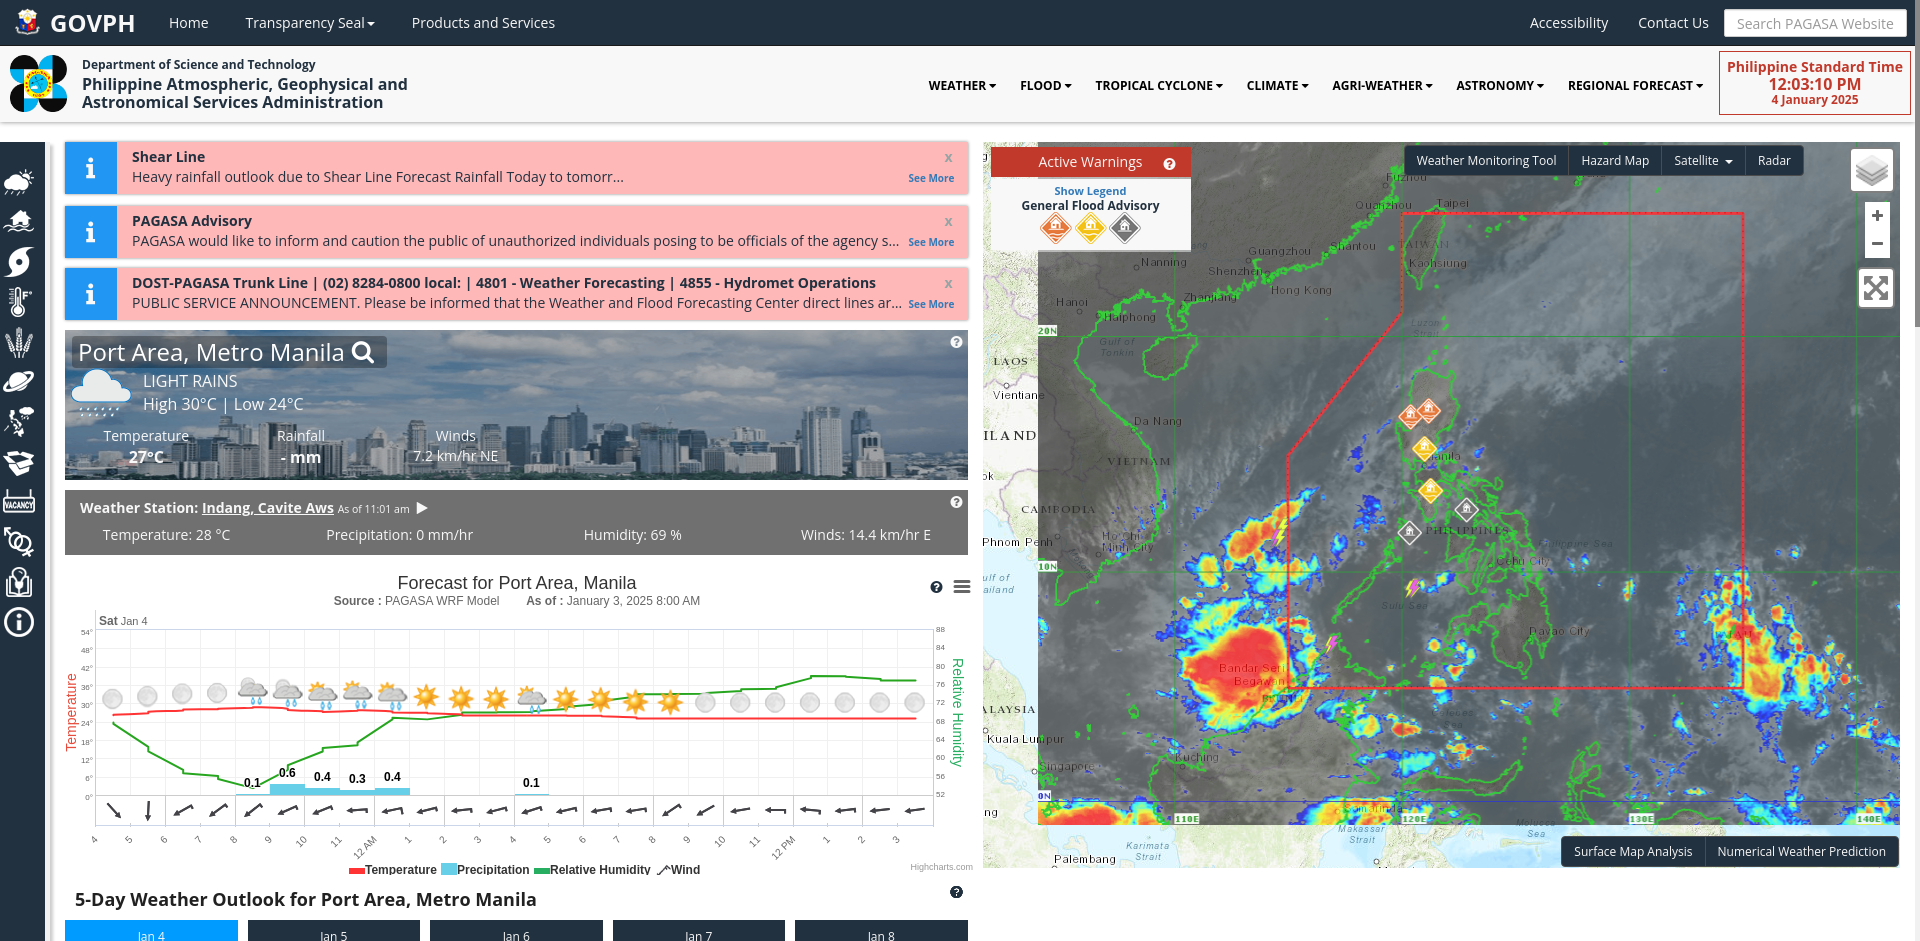 GOVPH
Home
Transparency Seal
Products and Services
Accessibility
Contact Us
Search PAGASA Website
Department of Science and Technology
Philippine Atmospheric, Geophysical and
Astronomical Services Administration
WEATHER
FLOOD
TROPICAL CYCLONE
CLIMATE
AGRI-WEATHER
ASTRONOMY
REGIONAL FORECAST
Philippine Standard Time
12:03:10 PM
4 January 2025
VACANCY
Shear Line
x
Heavy rainfall outlook due to Shear Line Forecast Rainfall Today to tomorr...
See More
PAGASA Advisory
x
PAGASA would like to inform and caution the public of unauthorized individuals posing to be officials of the agency s...
See More
DOST-PAGASA Trunk Line | (02) 8284-0800 local: | 4801 - Weather Forecasting | 4855 - Hydromet Operations
x
PUBLIC SERVICE ANNOUNCEMENT. Please be informed that the Weather and Flood Forecasting Center direct lines ar...
See More
Port Area, Metro Manila
LIGHT RAINS
High 30°C | Low 24°C
Temperature
27°C
Rainfall
- mm
Winds
7.2 km/hr NE
Weather Station: Indang, Cavite Aws As of 11:01 am
Temperature: 28 °C
Precipitation: 0 mm/hr
Humidity: 69 %
Winds: 14.4 km/hr E
Forecast for Port Area, Manila
Source : PAGASA WRF Model
As of : January 3, 2025 8:00 AM
Sat Jan 4
Temperature
54°
48°
42°
36°
30°
24°
18°
12°
6°
0°
Relative Humidity
88
84
80
76
72
68
64
60
56
52
0.1
0.6
0.4
0.3
0.4
0.1
4 5 6 7 8 9 10 11 12 AM 1 2 3 4 5 6 7 8 9 10 11 12 PM 1 2 3
Temperature
Precipitation
Relative Humidity
Wind
Highcharts.com
5-Day Weather Outlook for Port Area, Metro Manila
Jan 4
Jan 5
Jan 6
Jan 7
Jan 8
Active Warnings
Show Legend
General Flood Advisory
Weather Monitoring Tool
Hazard Map
Satellite
Radar
+
−
Fuzhou
Quanzhou
Taipei
Shantou
TAIWAN
Kaohsiung
Guangzhou
Nanning
Shenzhen
Hong Kong
Zhanjiang
Hanoi
Haiphong
Gulf of
Tonkin
Luzon
Strait
20N
LAOS
Vientiane
Da Nang
ILAND
VIETNAM
CAMBODIA
Phnom Penh
Ho Chi
Minh City
PHILIPPINES
Philippine Sea
Cebu City
10N
Sulu Sea
Davao City
PALAU
Bandar Seri
Begawan
ALAYSIA
Kuala Lumpur
Kuching
Singapore
0N
110E
120E
130E
140E
Makassar
Strait
Molucca
Sea
Karimata
Strait
Palembang
Surface Map Analysis
Numerical Weather Prediction